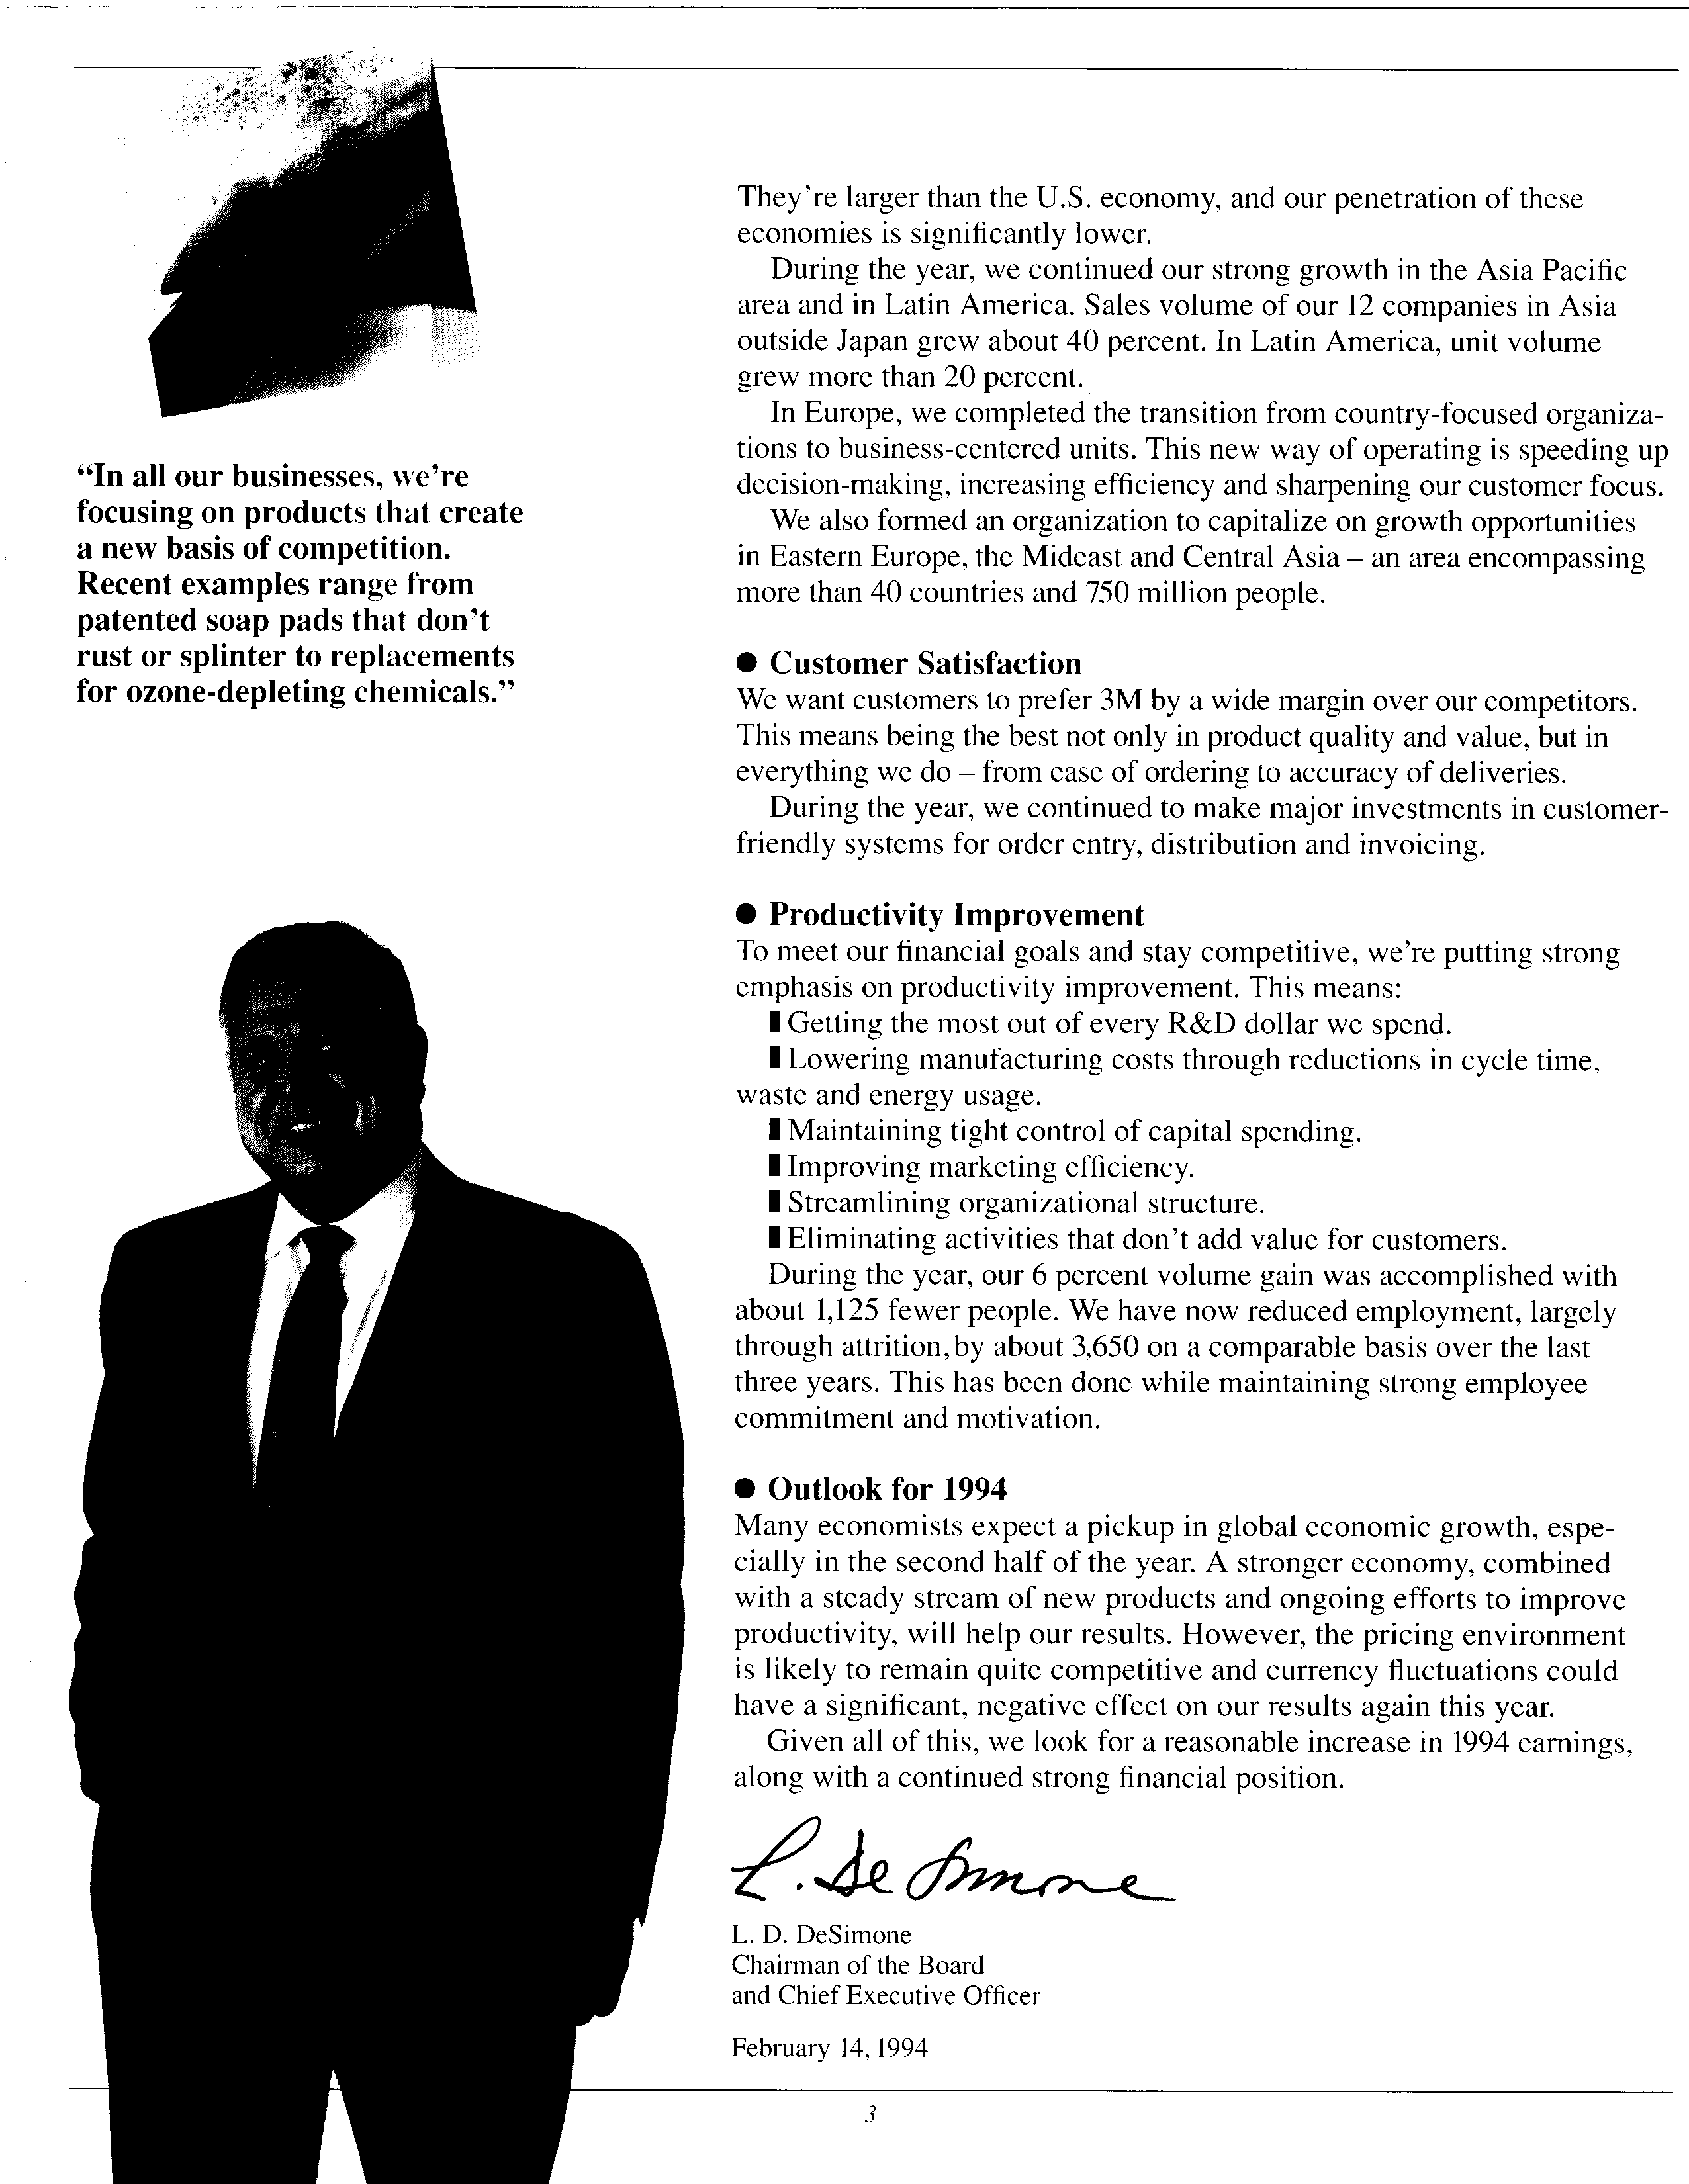 “In all our businesses, we’re
focusing on products that create
a new basis of competition.
Recent examples range from
patented soap pads that don’t
rust or splinter to replacements
for ozone-depleting chemicals.”
They’re larger than the U.S. economy, and our penetration of these
economies is significantly lower.
During the year, we continued our strong growth in the Asia Pacific
area and in Latin America. Sales volume of our 12 companies in Asia
outside Japan grew about 40 percent. In Latin America, unit volume
grew more than 20 percent.
In Europe, we completed the transition from country-focused organiza-
tions to business-centered units. This new way of operating is speeding up
decision-making, increasing efficiency and sharpening our customer focus.
We also formed an organization to capitalize on growth opportunities
in Eastern Europe, the Mideast and Central Asia – an area encompassing
more than 40 countries and 750 million people.
● Customer Satisfaction
We want customers to prefer 3M by a wide margin over our competitors.
This means being the best not only in product quality and value, but in
everything we do – from ease of ordering to accuracy of deliveries.
During the year, we continued to make major investments in customer-
friendly systems for order entry, distribution and invoicing.
● Productivity Improvement
To meet our financial goals and stay competitive, we’re putting strong
emphasis on productivity improvement. This means:
▮ Getting the most out of every R&D dollar we spend.
▮ Lowering manufacturing costs through reductions in cycle time,
waste and energy usage.
▮ Maintaining tight control of capital spending.
▮ Improving marketing efficiency.
▮ Streamlining organizational structure.
▮ Eliminating activities that don’t add value for customers.
During the year, our 6 percent volume gain was accomplished with
about 1,125 fewer people. We have now reduced employment, largely
through attrition, by about 3,650 on a comparable basis over the last
three years. This has been done while maintaining strong employee
commitment and motivation.
● Outlook for 1994
Many economists expect a pickup in global economic growth, espe-
cially in the second half of the year. A stronger economy, combined
with a steady stream of new products and ongoing efforts to improve
productivity, will help our results. However, the pricing environment
is likely to remain quite competitive and currency fluctuations could
have a significant, negative effect on our results again this year.
Given all of this, we look for a reasonable increase in 1994 earnings,
along with a continued strong financial position.
L. DeSimone
L. D. DeSimone
Chairman of the Board
and Chief Executive Officer
February 14, 1994
3